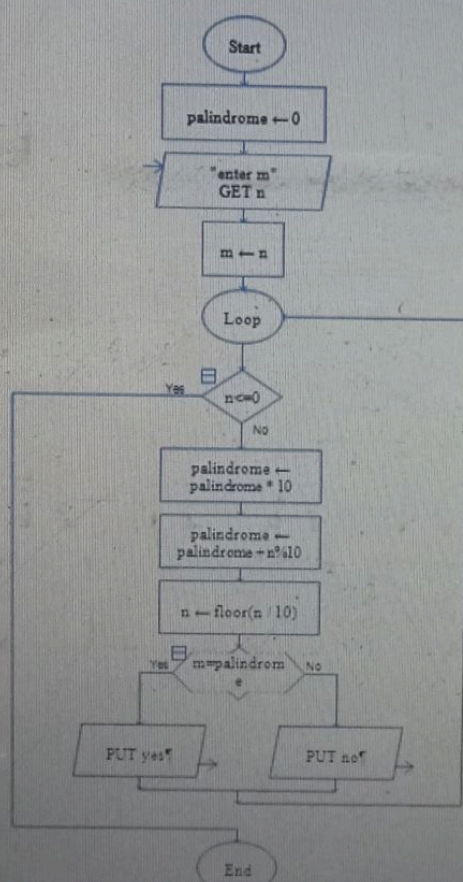 Start
palindrome ← 0
"enter m"
GET n
m ← n
Loop
Yes
n<=0
No
palindrome ←
palindrome * 10
palindrome ←
palindrome + n%10
n ← floor(n / 10)
Yes
m=palindrom
e
No
PUT yes¶
PUT no¶
End